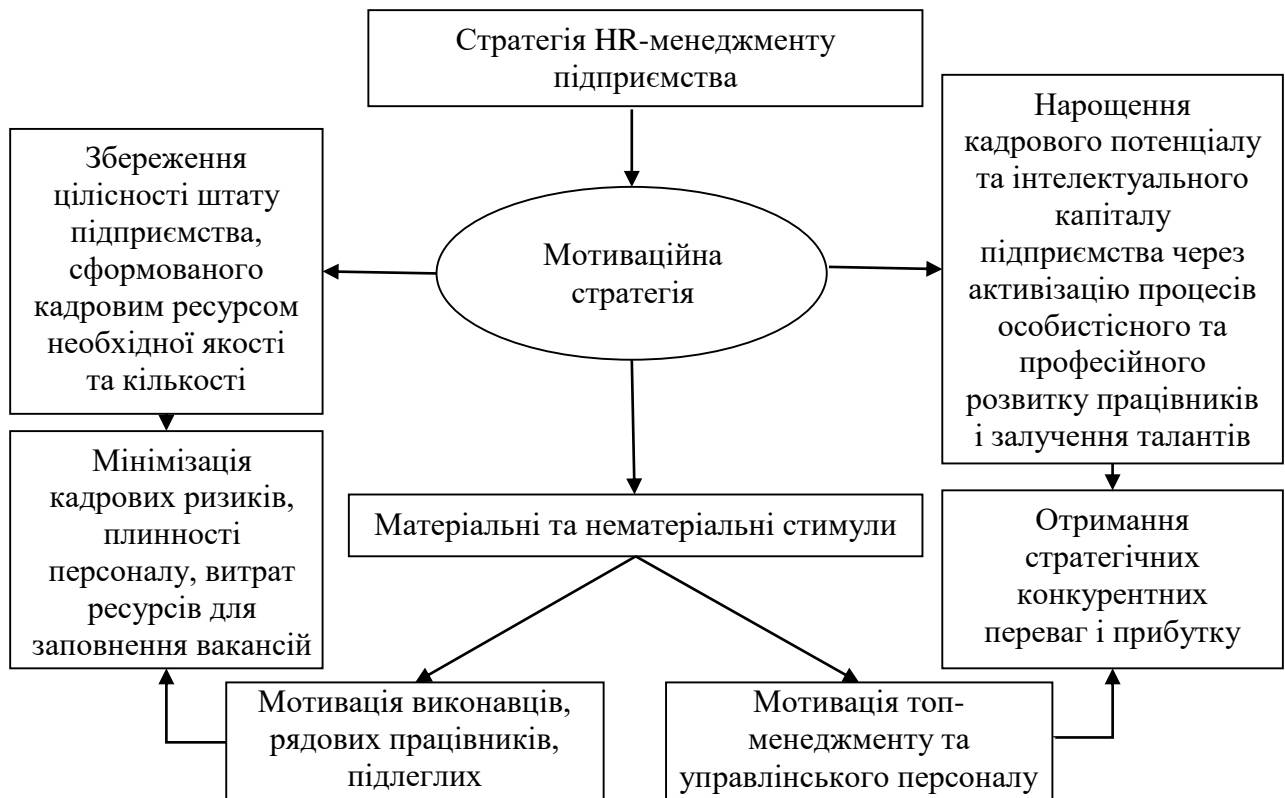 Стратегія HR-менеджменту
підприємства
Збереження
цілісності штату
підприємства,
сформованого
кадровим ресурсом
необхідної якості
та кількості
Мотиваційна
стратегія
Нарощення
кадрового потенціалу
та інтелектуального
капіталу
підприємства через
активізацію процесів
особистісного та
професійного
розвитку працівників
і залучення талантів
Мінімізація
кадрових ризиків,
плинності
персоналу, витрат
ресурсів для
заповнення вакансій
Матеріальні та нематеріальні стимули
Отримання
стратегічних
конкурентних
переваг і прибутку
Мотивація виконавців,
рядових працівників,
підлеглих
Мотивація топ-
менеджменту та
управлінського персоналу